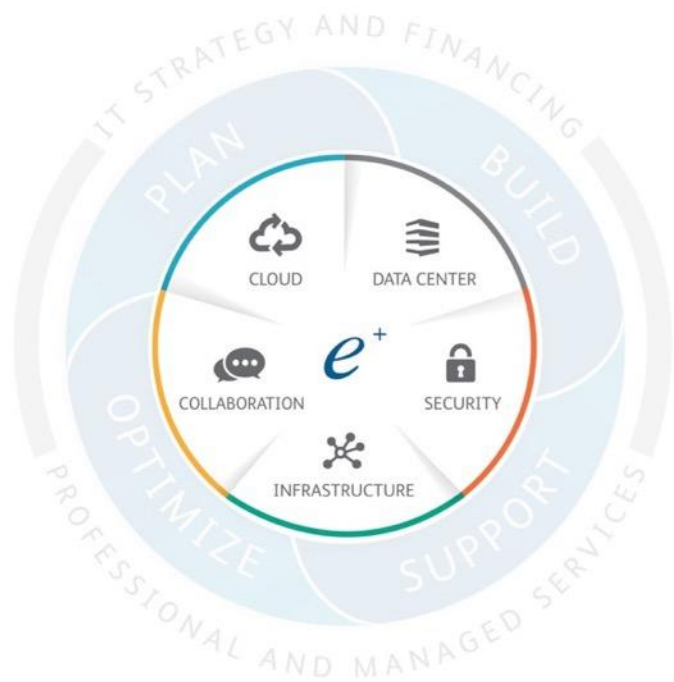 IT STRATEGY AND FINANCING
PLAN
BUILD
CLOUD
DATA CENTER
e+
COLLABORATION
SECURITY
INFRASTRUCTURE
OPTIMIZE
SUPPORT
PROFESSIONAL AND MANAGED SERVICES